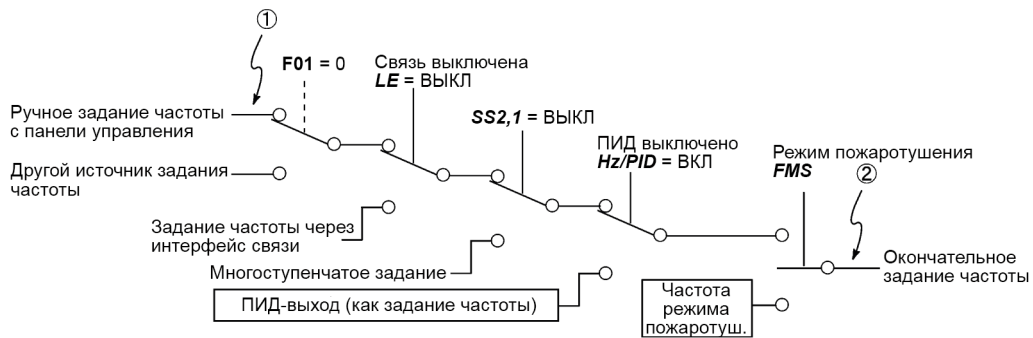 ①
F01 = 0
Связь выключена
LE = ВЫКЛ
SS2,1 = ВЫКЛ
ПИД выключено
Hz/PID = ВКЛ
Режим пожаротушения
FMS
②
Ручное задание частоты
с панели управления
Другой источник задания
частоты
Задание частоты через
интерфейс связи
Многоступенчатое задание
ПИД-выход (как задание частоты)
Частота
режима
пожаротуш.
Окончательное
задание частоты